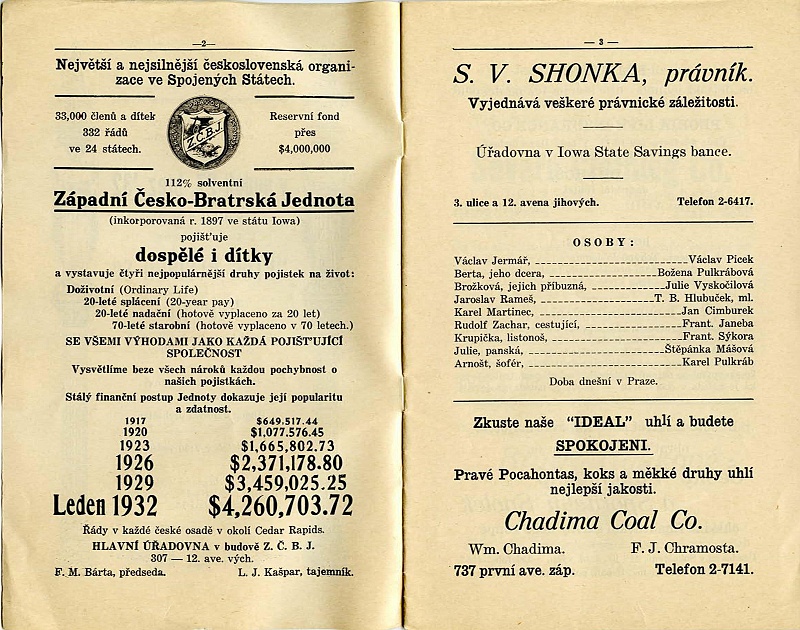 —2—
Největší a nejsilnější československá organi-
zace ve Spojených Státech.
33,000 členů a dítek
332 řádů
ve 24 státech.
Z.Č.B.J.
Reservní fond
přes
$4,000,000
112% solventní
Západní Česko-Bratrská Jednota
(inkorporovaná r. 1897 ve státu Iowa)
pojišťuje
dospělé i dítky
a vystavuje čtyři nejpopulárnější druhy pojistek na život:
Doživotní (Ordinary Life)
20-leté splácení (20-year pay)
20-leté nadační (hotově vyplaceno za 20 let)
70-leté starobní (hotově vyplaceno v 70 letech.)
SE VŠEMI VÝHODAMI JAKO KAŽDÁ POJIŠŤUJÍCÍ
SPOLEČNOST
Vysvětlíme beze všech nároků každou pochybnost o
našich pojistkách.
Stálý finanční postup Jednoty dokazuje její popularitu
a zdatnost.
1917 $649.517.44
1920 $1,077,576.45
1923 $1,665,802.73
1926 $2,371,178.80
1929 $3,459,025.25
Leden 1932 $4,260,703.72
Řády v každé české osadě v okolí Cedar Rapids.
HLAVNÍ ÚŘADOVNA v budově Z. Č. B. J.
307 — 12. ave. vých.
F. M. Bárta, předseda. L. J. Kašpar, tajemník.
— 3 —
S. V. SHONKA, právník.
Vyjednává veškeré právnické záležitosti.
Úřadovna v Iowa State Savings bance.
3. ulice a 12. avena jihových. Telefon 2-6417.
OSOBY:
Václav Jermář, Václav Picek
Berta, jeho dcera, Božena Pulkrábová
Brožková, jejich příbuzná, Julie Vyskočilová
Jaroslav Rameš, T. B. Hlubuček, ml.
Karel Martinec, Jan Cimburek
Rudolf Zachar, cestující, Frant. Janeba
Krupička, listonoš, Frant. Sýkora
Julie, panská, Štěpánka Mášová
Arnošt, šofér, Karel Pulkráb
Doba dnešní v Praze.
Zkuste naše "IDEAL" uhlí a budete
SPOKOJENI.
Pravé Pocahontas, koks a měkké druhy uhlí
nejlepší jakosti.
Chadima Coal Co.
Wm. Chadima. F. J. Chramosta.
737 první ave. záp. Telefon 2-7141.